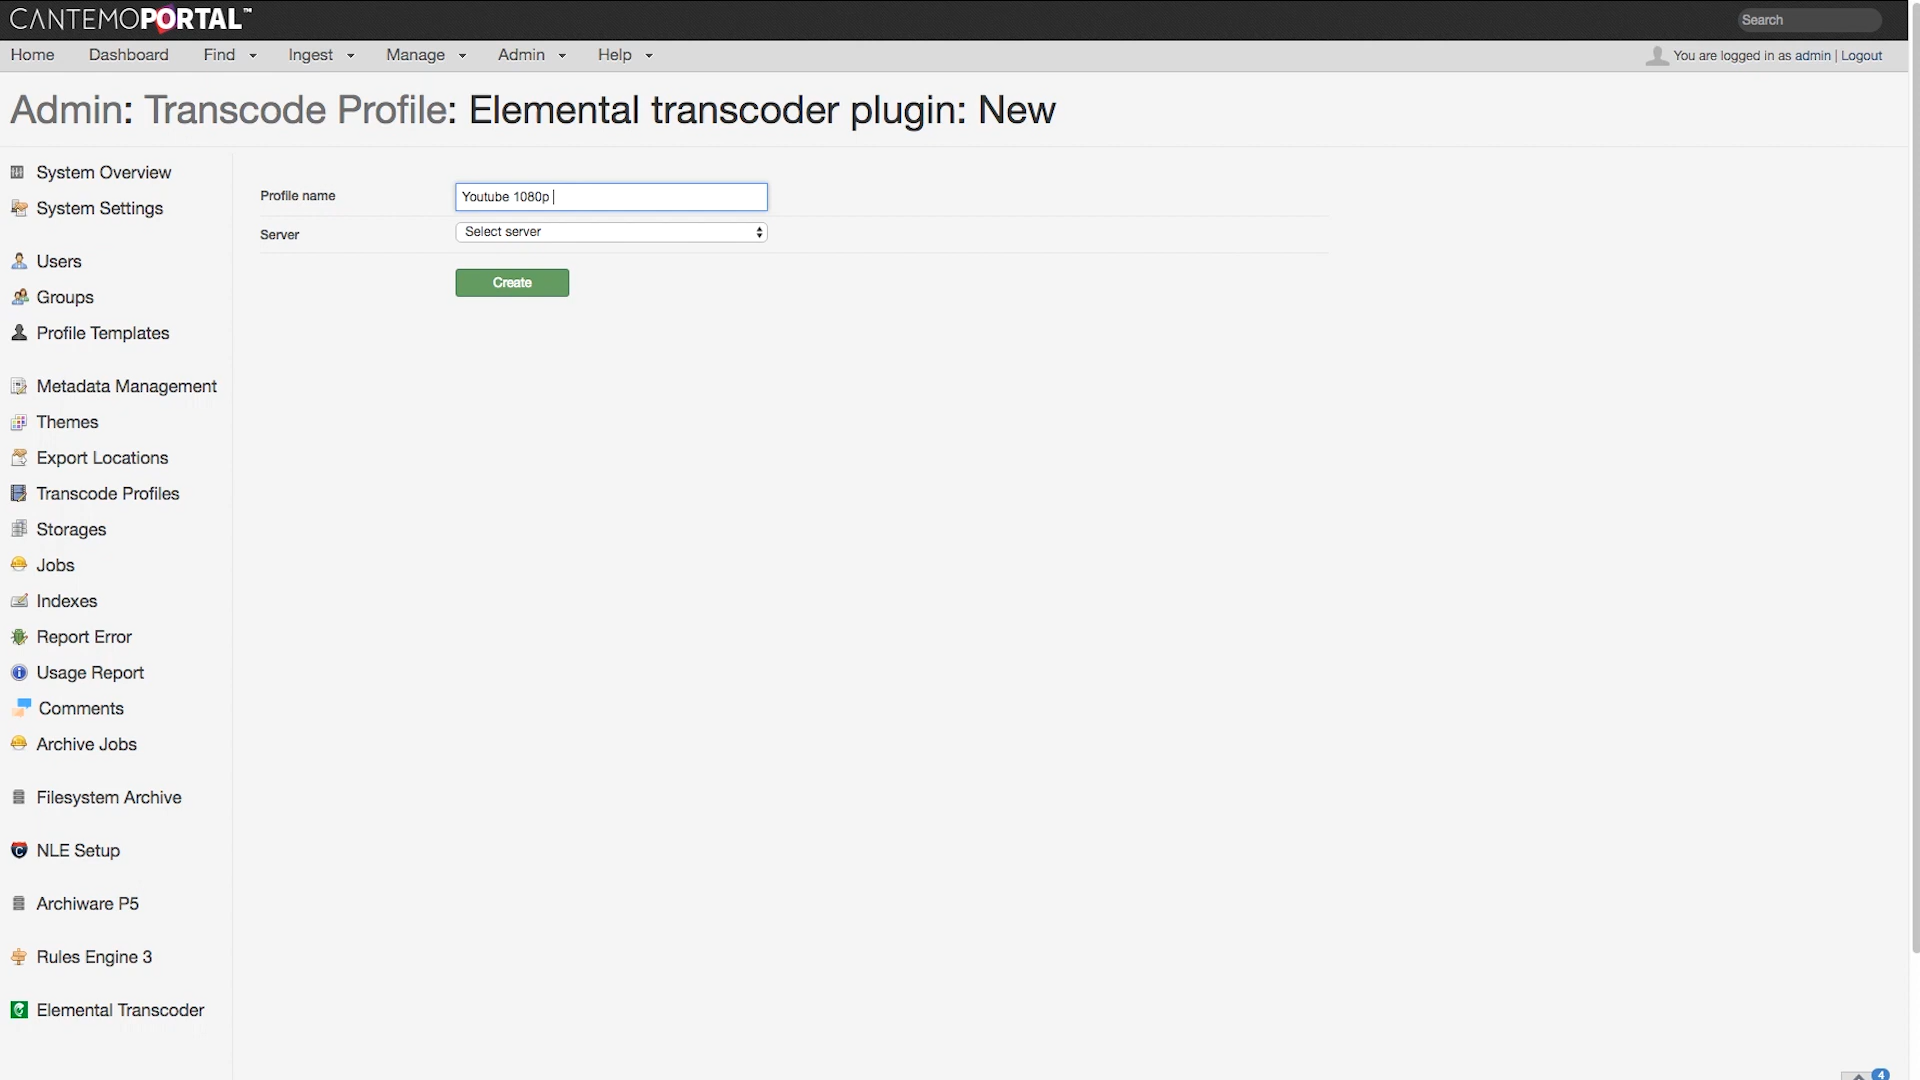 CANTEMOPORTAL™
Search
Home Dashboard Find Ingest Manage Admin Help
You are logged in as admin | Logout
Admin: Transcode Profile: Elemental transcoder plugin: New
System Overview
System Settings
Users
Groups
Profile Templates
Metadata Management
Themes
Export Locations
Transcode Profiles
Storages
Jobs
Indexes
Report Error
Usage Report
Comments
Archive Jobs
Filesystem Archive
NLE Setup
Archiware P5
Rules Engine 3
Elemental Transcoder
Profile name
Youtube 1080p
Server
Select server
Create
4